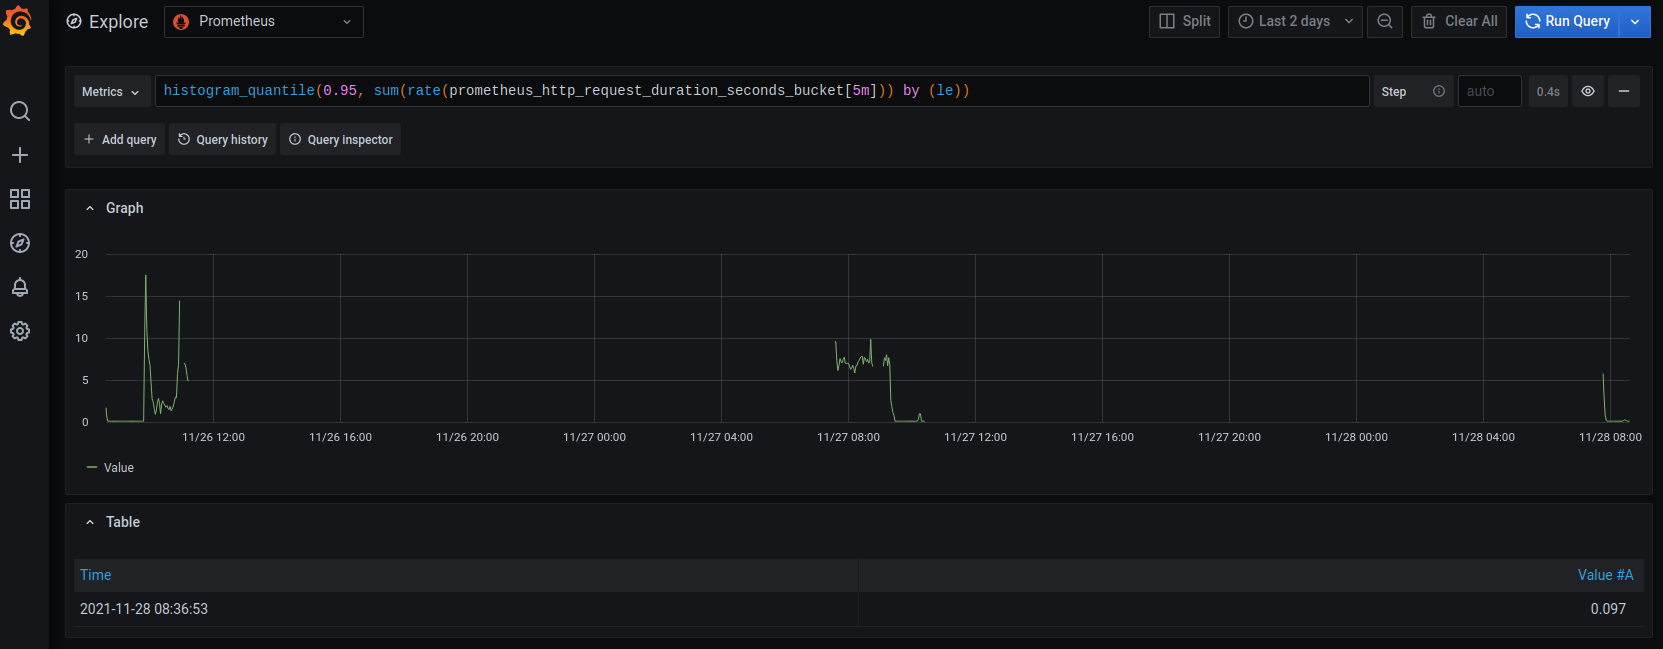 Explore Prometheus Split Last 2 days Clear All Run Query
Metrics histogram_quantile(0.95, sum(rate(prometheus_http_request_duration_seconds_bucket[5m])) by (le)) Step auto 0.4s
+ Add query Query history Query inspector
Graph
20
15
10
5
0
11/26 12:00 11/26 16:00 11/26 20:00 11/27 00:00 11/27 04:00 11/27 08:00 11/27 12:00 11/27 16:00 11/27 20:00 11/28 00:00 11/28 04:00 11/28 08:00
Value
Table
Time Value #A
2021-11-28 08:36:53 0.097